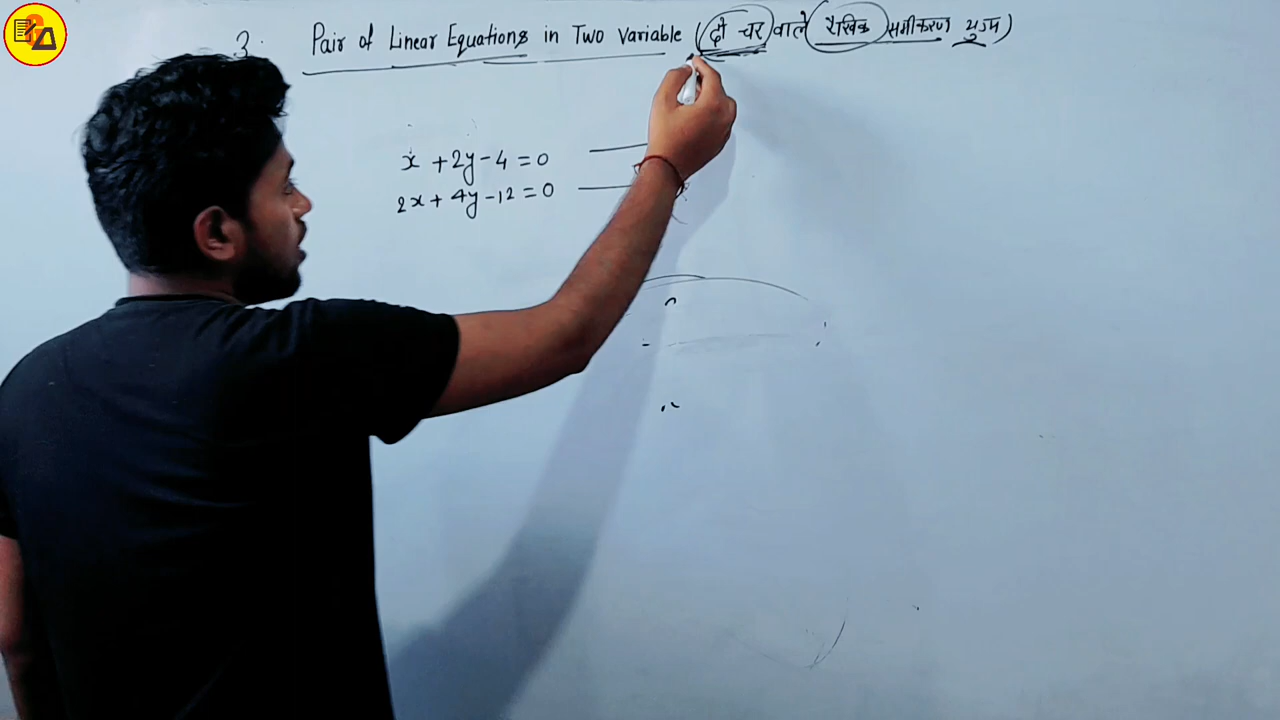 3. Pair of Linear Equations in Two Variable (दो चर वाले रैखिक समीकरण युग्म)
x + 2y - 4 = 0
2x + 4y - 12 = 0